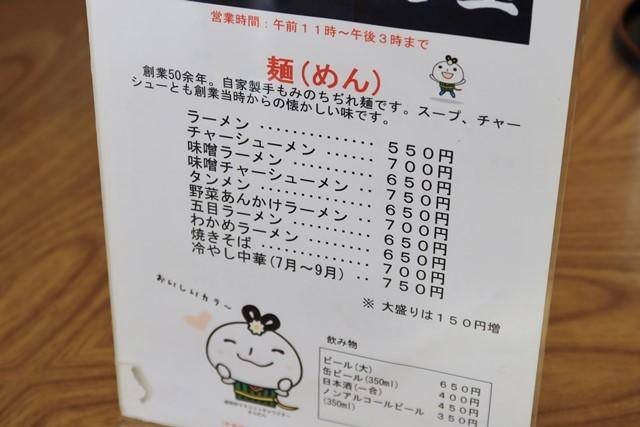 営業時間:午前11時~午後3時まで
麺(めん)
創業50余年。自家製手もみのちぢれ麺です。スープ、チャー
シューとも創業当時からの懐かしい味です。
ラーメン ‥‥‥‥‥‥ 550円
チャーシューメン ‥‥‥‥ 700円
味噌ラーメン ‥‥‥‥‥ 650円
味噌チャーシューメン ‥‥ 750円
タンメン ‥‥‥‥‥‥ 650円
野菜あんかけラーメン ‥‥ 700円
五目ラーメン ‥‥‥‥‥ 650円
わかめラーメン ‥‥‥‥ 650円
焼きそば ‥‥‥‥‥‥ 700円
冷やし中華(7月~9月) ‥ 750円
※ 大盛りは150円増
おいしいカラ~
飲み物
ビール(大) 650円
缶ビール(350ml) 400円
日本酒(一合) 450円
ノンアルコールビール 350円
(350ml)